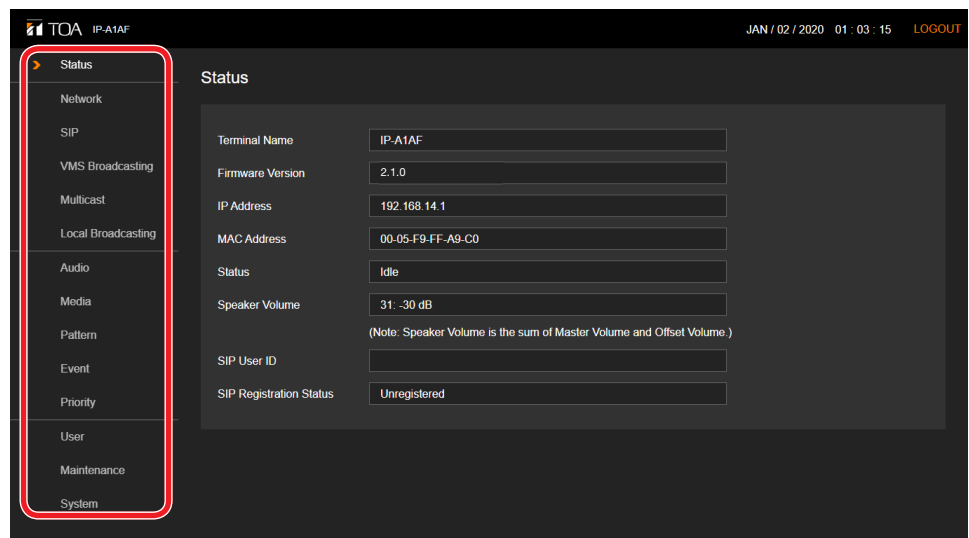 TOA IP-A1AF JAN / 02 / 2020 01 : 03 : 15 LOGOUT
Status
Network
SIP
VMS Broadcasting
Multicast
Local Broadcasting
Audio
Media
Pattern
Event
Priority
User
Maintenance
System
Status
Terminal Name IP-A1AF
Firmware Version 2.1.0
IP Address 192.168.14.1
MAC Address 00-05-F9-FF-A9-C0
Status Idle
Speaker Volume 31: -30 dB
(Note: Speaker Volume is the sum of Master Volume and Offset Volume.)
SIP User ID
SIP Registration Status Unregistered